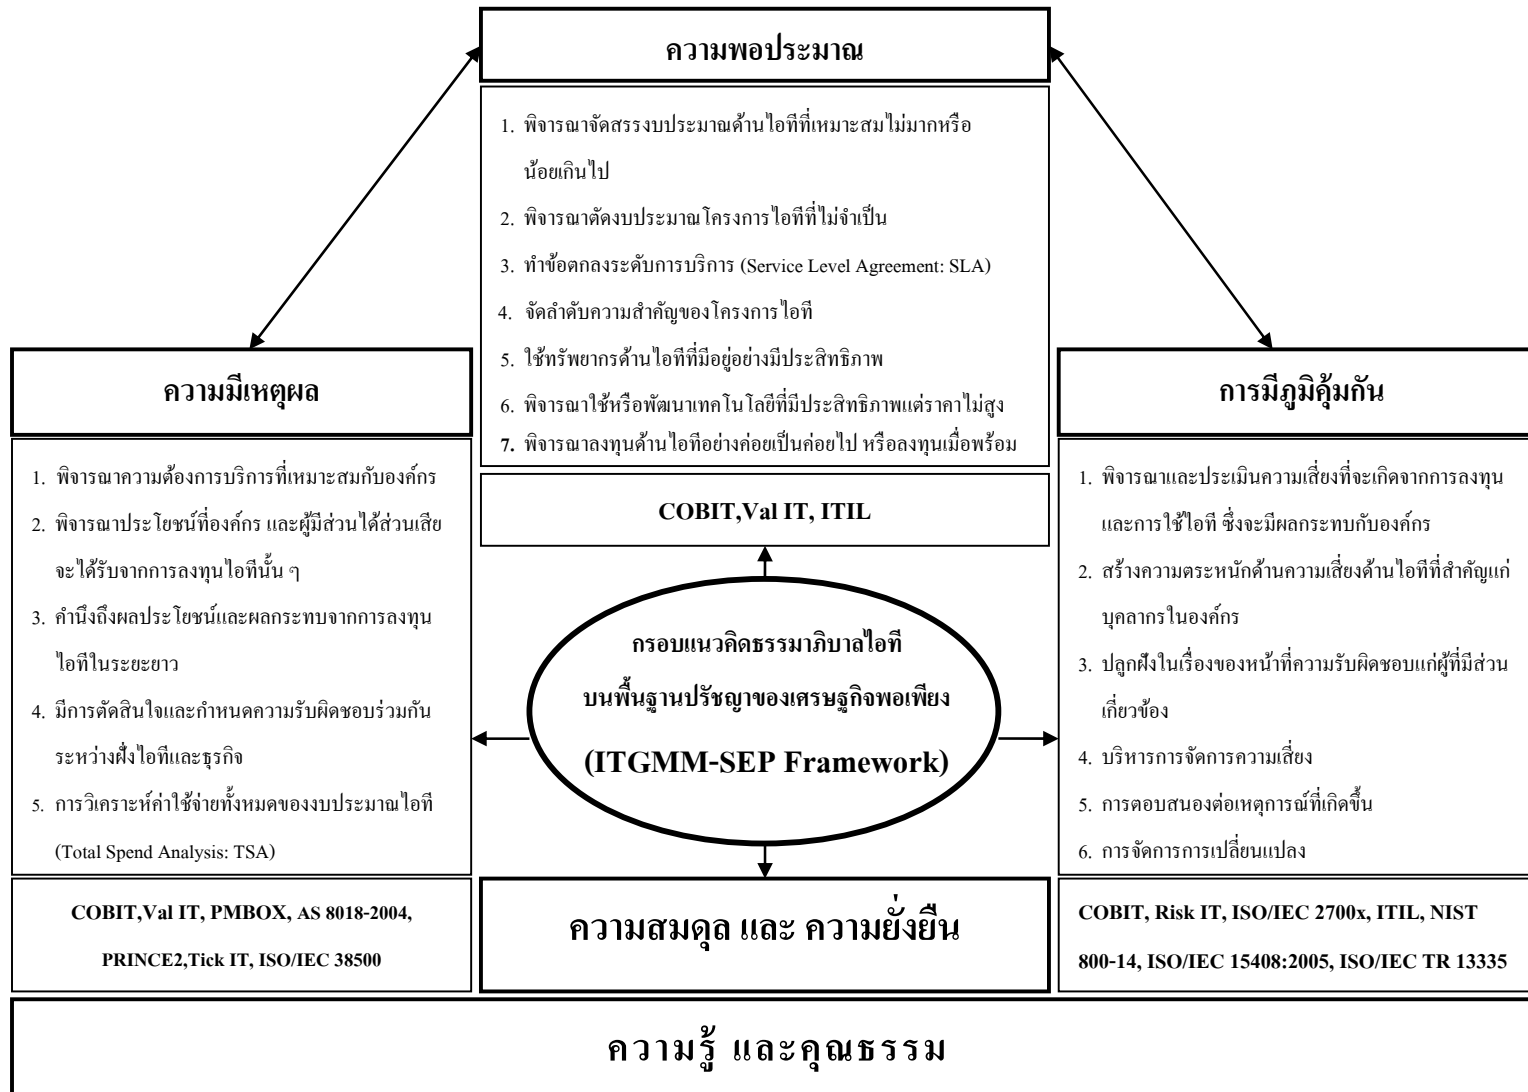 ความพอประมาณ
1. พิจารณาจัดสรรงบประมาณด้านไอทีที่เหมาะสมไม่มากหรือ
น้อยเกินไป
2. พิจารณาตัดงบประมาณโครงการไอทีที่ไม่จำเป็น
3. ทำข้อตกลงระดับการบริการ (Service Level Agreement: SLA)
4. จัดลำดับความสำคัญของโครงการไอที
5. ใช้ทรัพยากรด้านไอทีที่มีอยู่อย่างมีประสิทธิภาพ
6. พิจารณาใช้หรือพัฒนาเทคโนโลยีที่มีประสิทธิภาพแต่ราคาไม่สูง
7. พิจารณาลงทุนด้านไอทีอย่างค่อยเป็นค่อยไป หรือลงทุนเมื่อพร้อม
COBIT,Val IT, ITIL
ความมีเหตุผล
1. พิจารณาความต้องการบริการที่เหมาะสมกับองค์กร
2. พิจารณาประโยชน์ที่องค์กร และผู้มีส่วนได้ส่วนเสีย
จะได้รับจากการลงทุนไอทีนั้น ๆ
3. คำนึงถึงผลประโยชน์และผลกระทบจากการลงทุน
ไอทีในระยะยาว
4. มีการตัดสินใจและกำหนดความรับผิดชอบร่วมกัน
ระหว่างฝั่งไอทีและธุรกิจ
5. การวิเคราะห์ค่าใช้จ่ายทั้งหมดของงบประมาณไอที
(Total Spend Analysis: TSA)
COBIT,Val IT, PMBOX, AS 8018-2004,
PRINCE2,Tick IT, ISO/IEC 38500
กรอบแนวคิดธรรมาภิบาลไอที
บนพื้นฐานปรัชญาของเศรษฐกิจพอเพียง
(ITGMM-SEP Framework)
การมีภูมิคุ้มกัน
1. พิจารณาและประเมินความเสี่ยงที่จะเกิดจากการลงทุน
และการใช้ไอที ซึ่งจะมีผลกระทบกับองค์กร
2. สร้างความตระหนักด้านความเสี่ยงด้านไอทีที่สำคัญแก่
บุคลากรในองค์กร
3. ปลูกฝังในเรื่องของหน้าที่ความรับผิดชอบแก่ผู้ที่มีส่วน
เกี่ยวข้อง
4. บริหารการจัดการความเสี่ยง
5. การตอบสนองต่อเหตุการณ์ที่เกิดขึ้น
6. การจัดการการเปลี่ยนแปลง
COBIT, Risk IT, ISO/IEC 2700x, ITIL, NIST
800-14, ISO/IEC 15408:2005, ISO/IEC TR 13335
ความสมดุล และ ความยั่งยืน
ความรู้ และคุณธรรม